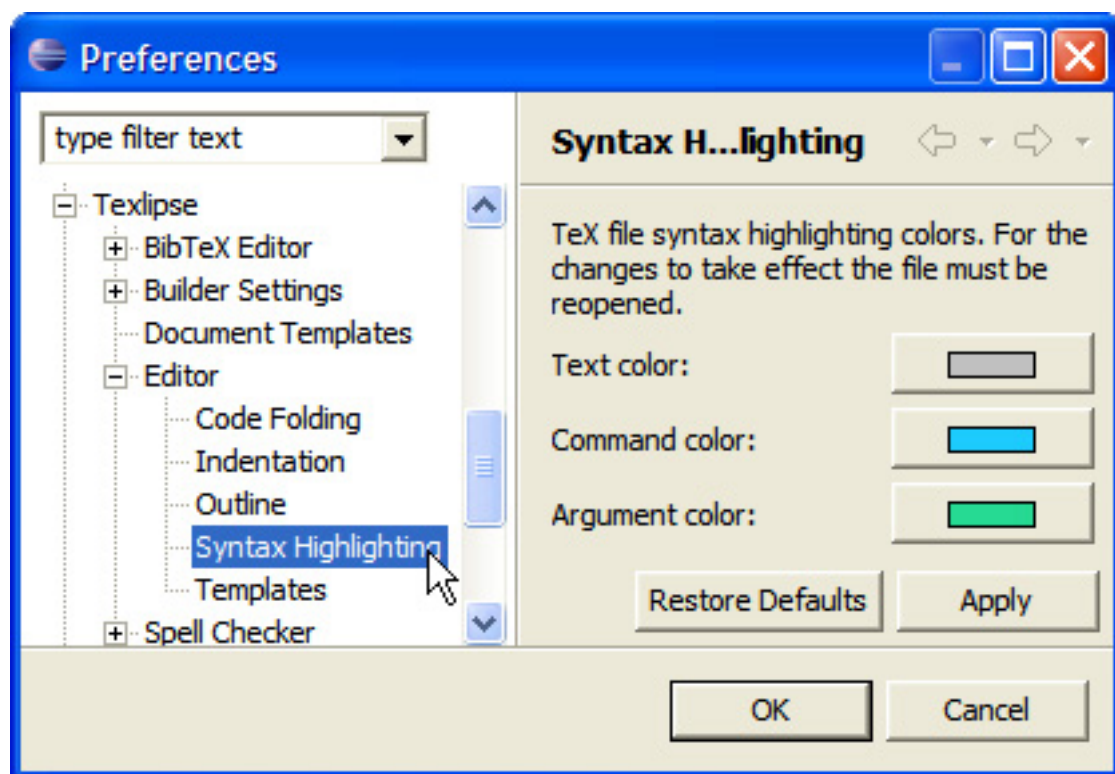 Preferences
type filter text
Texlipse
BibTeX Editor
Builder Settings
Document Templates
Editor
Code Folding
Indentation
Outline
Syntax Highlighting
Templates
Spell Checker
Syntax H...lighting
TeX file syntax highlighting colors. For the
changes to take effect the file must be
reopened.
Text color:
Command color:
Argument color:
Restore Defaults
Apply
OK
Cancel